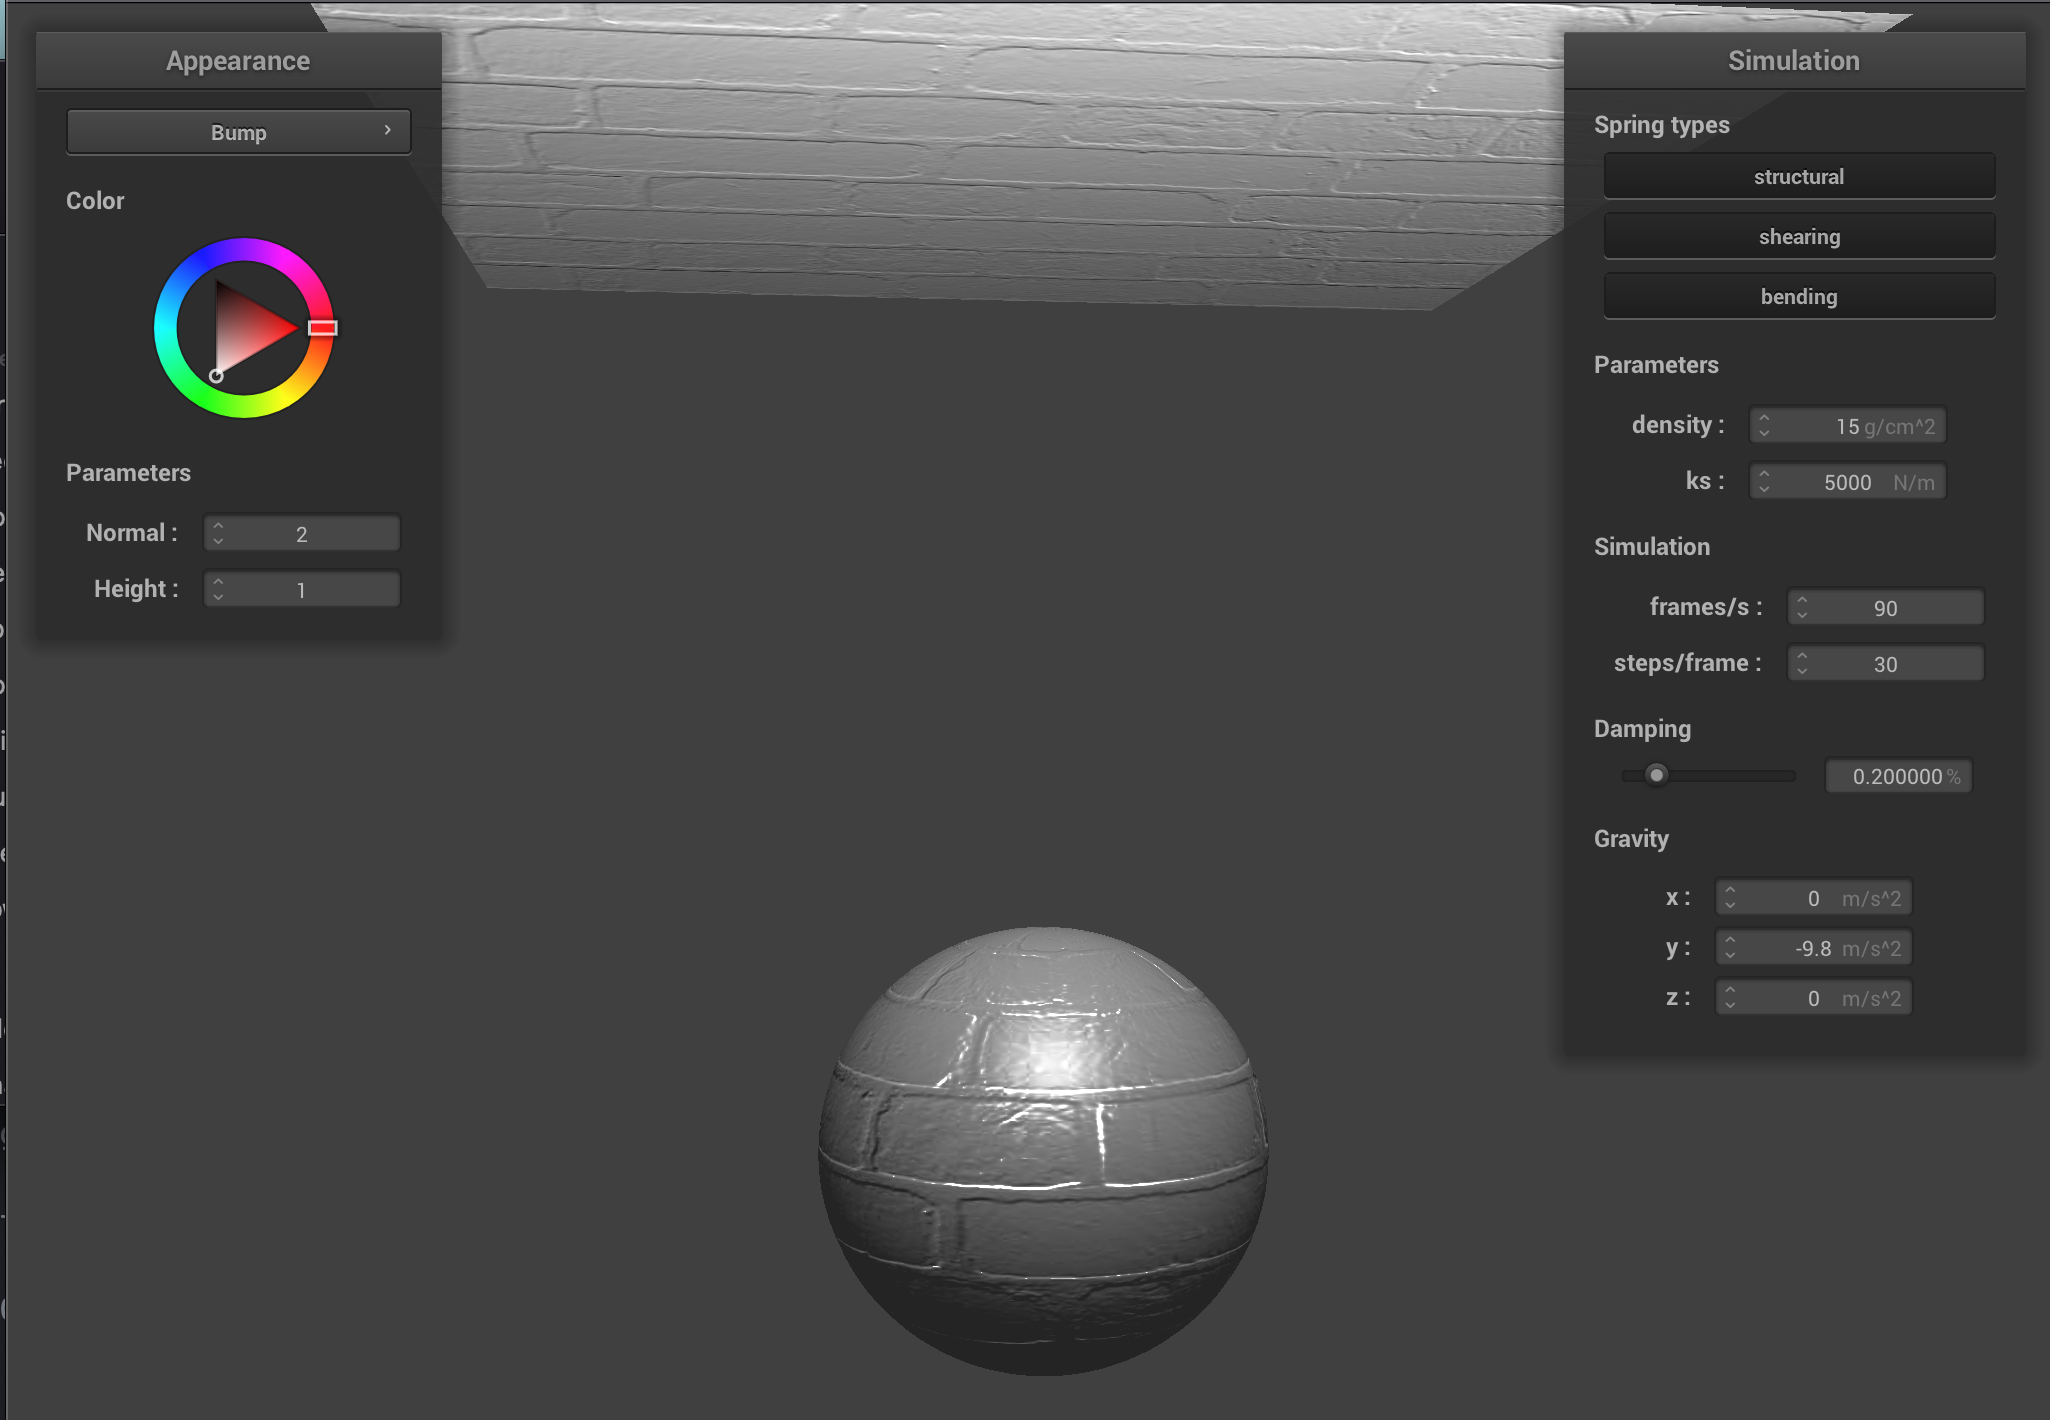 Appearance
Bump
Color
Parameters
Normal : 2
Height : 1
Simulation
Spring types
structural
shearing
bending
Parameters
density : 15 g/cm^2
ks : 5000 N/m
Simulation
frames/s : 90
steps/frame : 30
Damping
0.200000 %
Gravity
x : 0 m/s^2
y : -9.8 m/s^2
z : 0 m/s^2